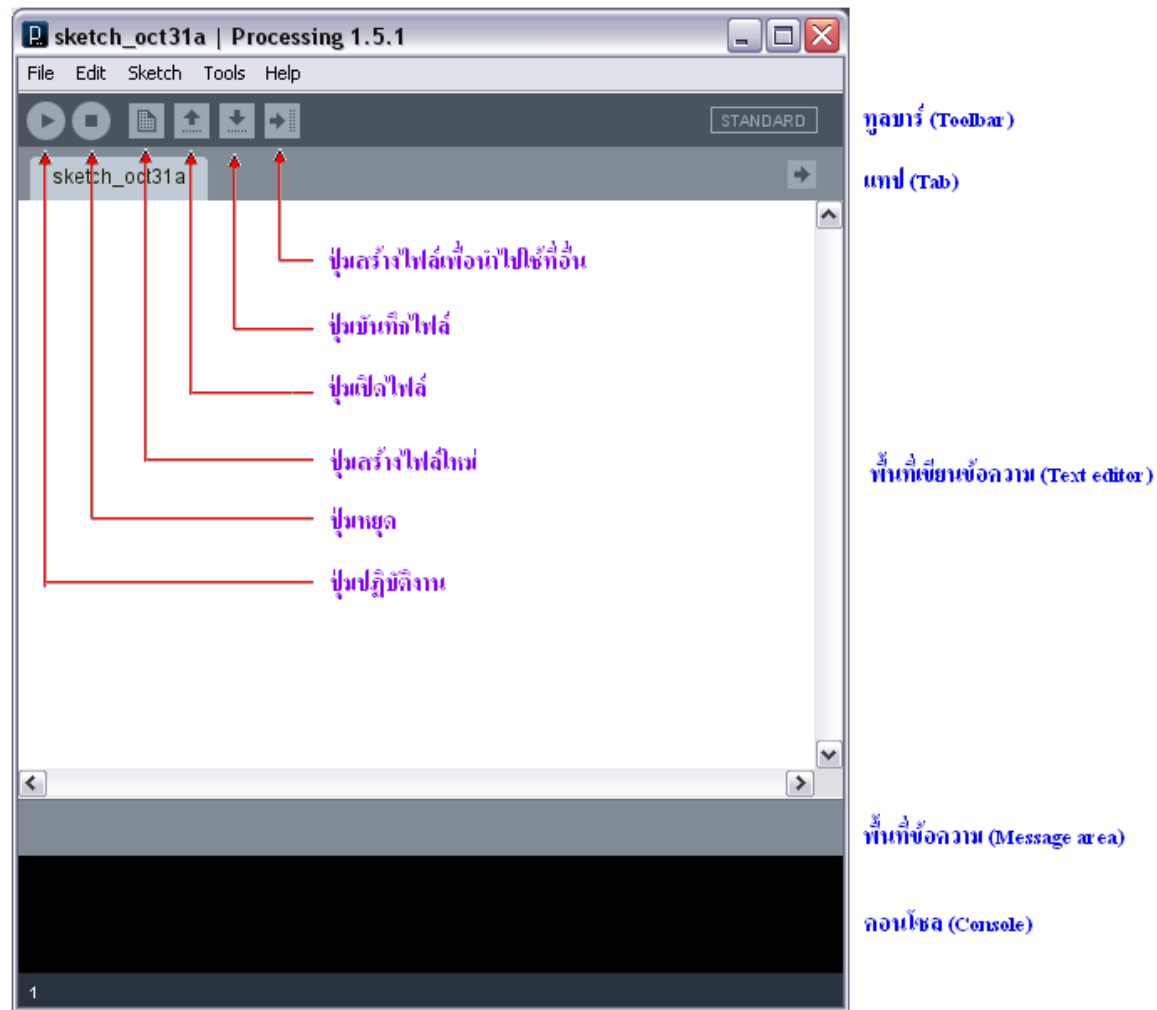 sketch_oct31a | Processing 1.5.1
File Edit Sketch Tools Help
STANDARD
ทูลบาร์ (Toolbar)
sketch_oct31a
แทป (Tab)
ปุ่มสร้างไฟล์เพื่อนำไปใช้ที่อื่น
ปุ่มบันทึกไฟล์
ปุ่มเปิดไฟล์
ปุ่มสร้างไฟล์ใหม่
พื้นที่เขียนข้อความ (Text editor)
ปุ่มหยุด
ปุ่มปฏิบัติงาน
พื้นที่ข้อความ (Message area)
คอนโซล (Console)
1